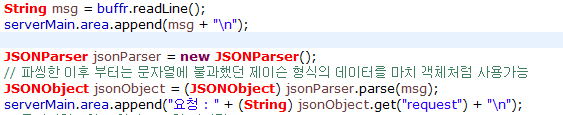 String msg = buffr.readLine();
serverMain.area.append(msg + "\n");
JSONParser jsonParser = new JSONParser();
// 파씽한 이후 부터는 문자열에 불과했던 제이슨 형식의 데이터를 마치 객체처럼 사용가능
JSONObject jsonObject = (JSONObject) jsonParser.parse(msg);
serverMain.area.append("요청 : " + (String) jsonObject.get("request") + "\n");